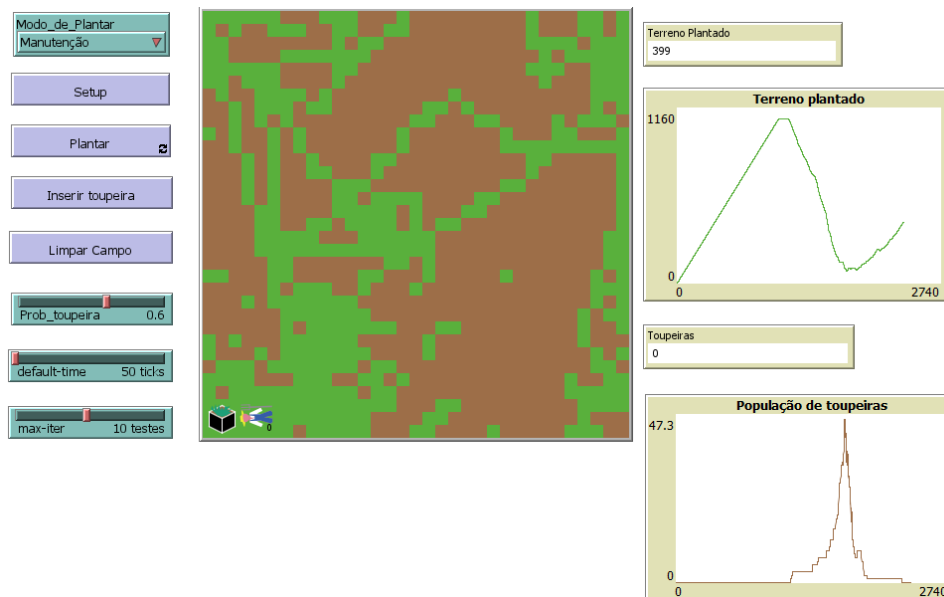 Modo_de_Plantar
Manutenção
Setup
Plantar
Inserir toupeira
Limpar Campo
Prob_toupeira 0.6
default-time 50 ticks
max-iter 10 testes
0
Terreno Plantado
399
Terreno plantado
1160
0
0 2740
Toupeiras
0
População de toupeiras
47.3
0
0 2740